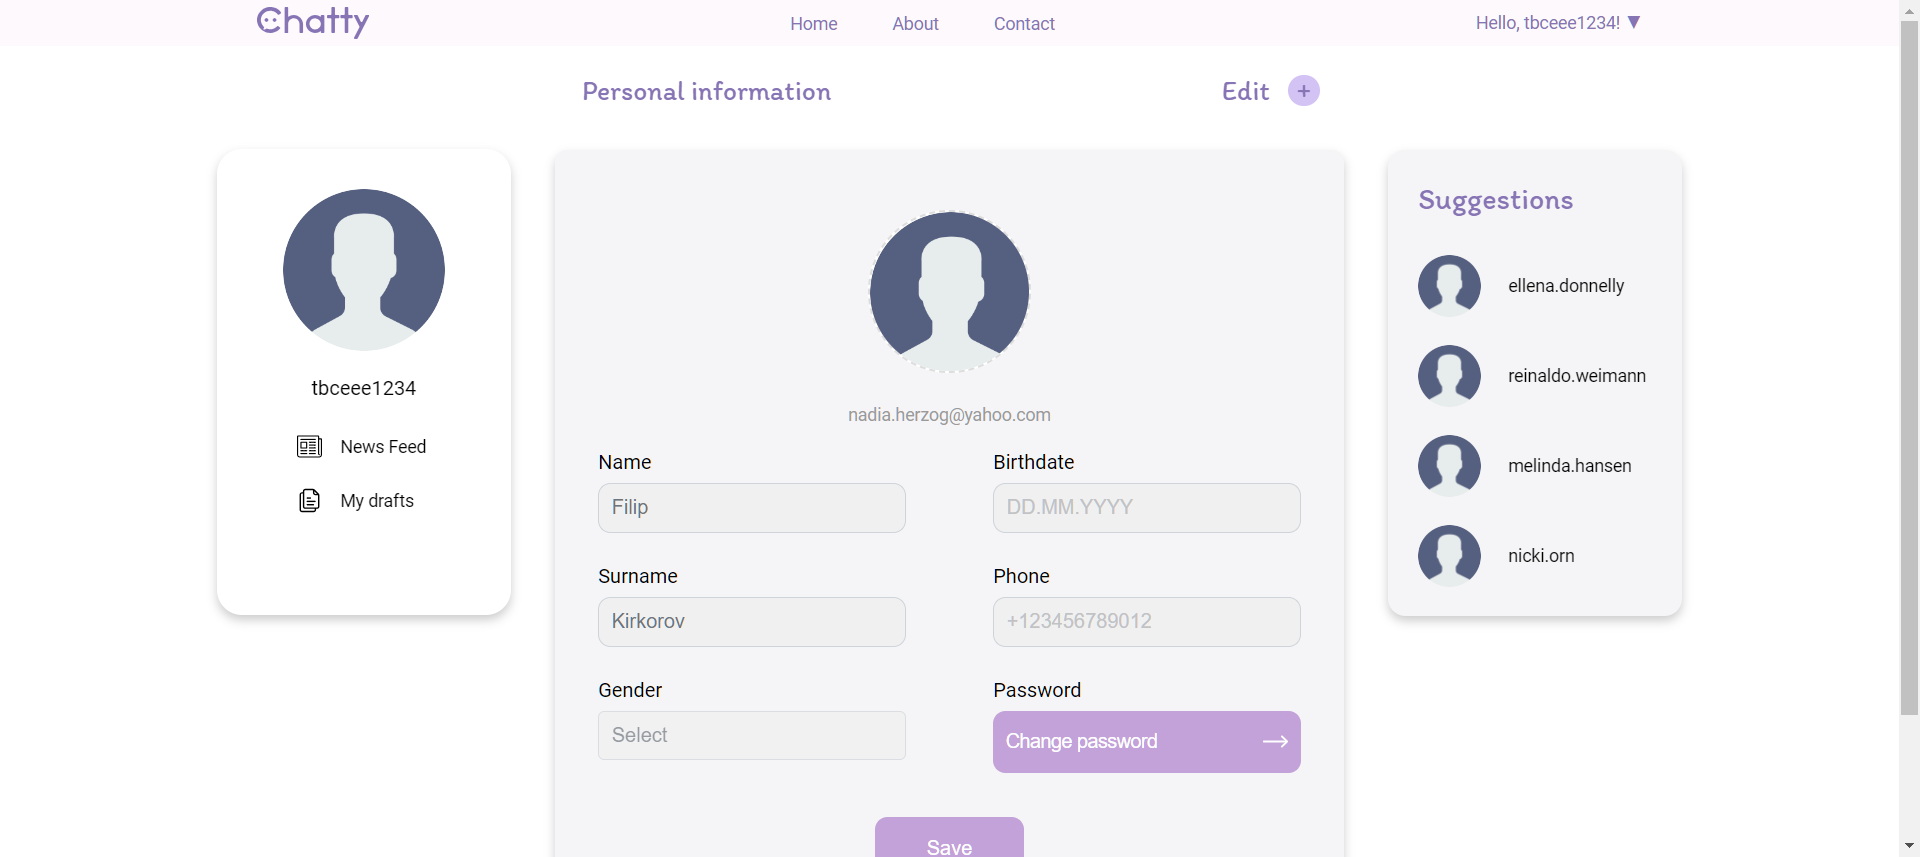 Chatty
Home About Contact
Hello, tbceee1234! ▼
Personal information
Edit +
tbceee1234
News Feed
My drafts
nadia.herzog@yahoo.com
Name
Filip
Birthdate
DD.MM.YYYY
Surname
Kirkorov
Phone
+123456789012
Gender
Select
Password
Change password
Save
Suggestions
ellena.donnelly
reinaldo.weimann
melinda.hansen
nicki.orn